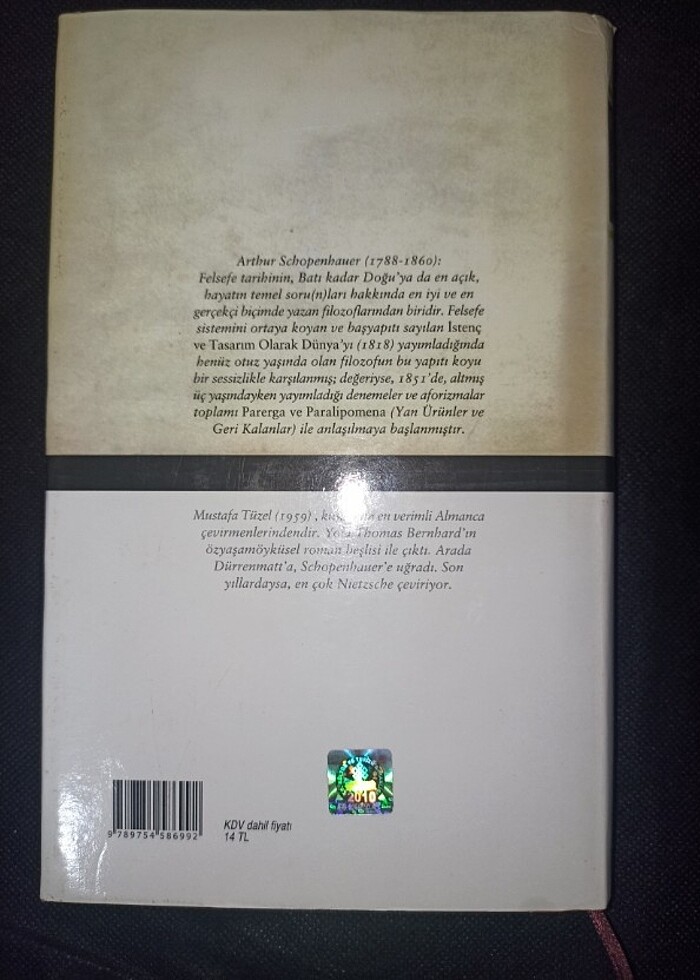 Arthur Schopenhauer (1788-1860):
Felsefe tarihinin, Batı kadar Doğu'ya da en açık,
hayatın temel soru(n)ları hakkında en iyi ve en
gerçekçi biçimde yazan filozoflarından biridir. Felsefe
sistemini ortaya koyan ve başyapıtı sayılan İstenç
ve Tasarım Olarak Dünya'yı (1818) yayımladığında
henüz otuz yaşında olan filozofun bu yapıtı koyu
bir sessizlikle karşılanmış; değeriyse, 1851'de, altmış
üç yaşındayken yayımladığı denemeler ve aforizmalar
toplamı Parerga ve Paralipomena (Yan Ürünler ve
Geri Kalanlar) ile anlaşılmaya başlanmıştır.
Mustafa Tüzel (1959), en verimli Almanca
çevirmenlerindendir. Yola Thomas Bernhard'ın
özyaşamöyküsel roman beşlisi ile çıktı. Arada
Dürrenmatt'a, Schopenhauer'e uğradı. Son
yıllardaysa, en çok Nietzsche çeviriyor.
2010
9 789754 586992
KDV dahil fiyatı
14 TL